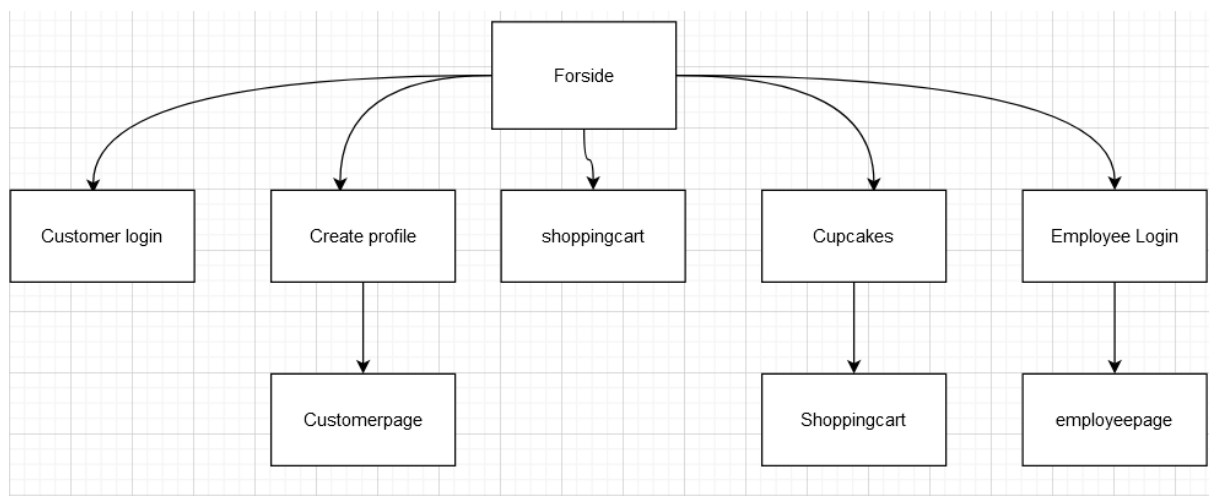 Forside
Customer login
Create profile
shoppingcart
Cupcakes
Employee Login
Customerpage
Shoppingcart
employeepage